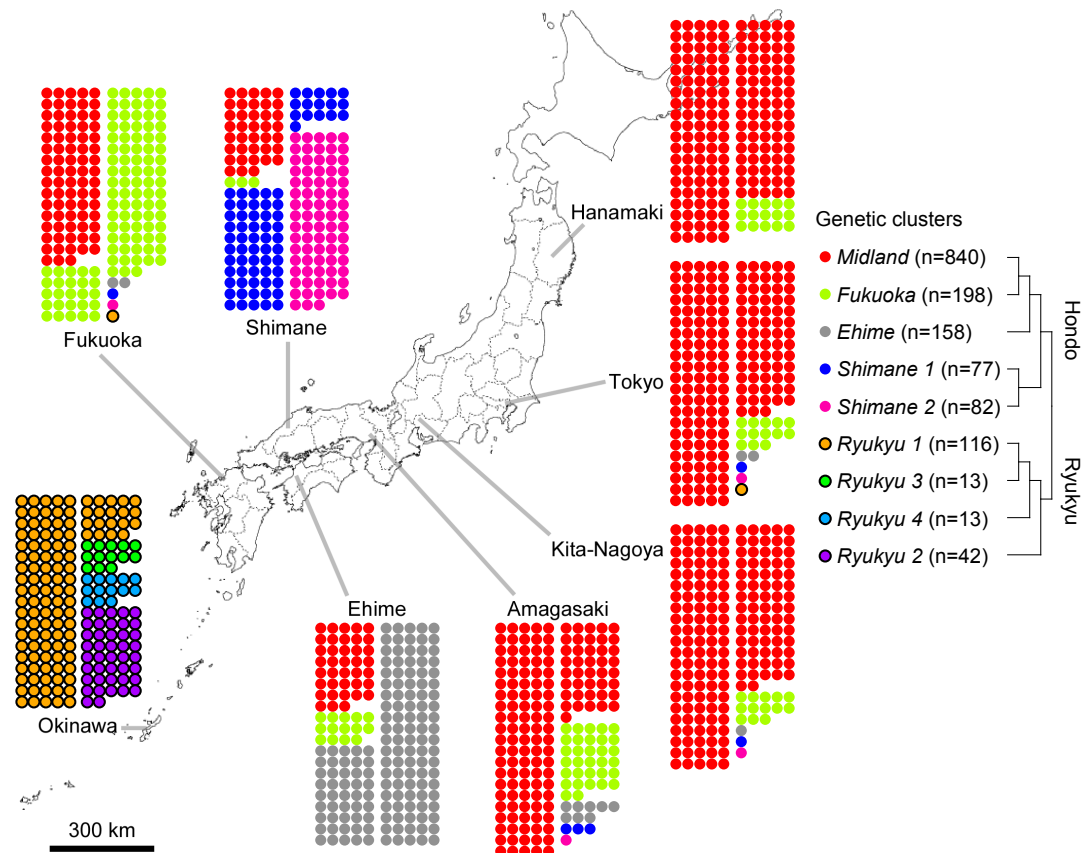 Hanamaki
Genetic clusters
Midland (n=840)
Fukuoka (n=198)
Ehime (n=158)
Shimane 1 (n=77)
Shimane 2 (n=82)
Ryukyu 1 (n=116)
Ryukyu 3 (n=13)
Ryukyu 4 (n=13)
Ryukyu 2 (n=42)
Hondo
Ryukyu
Fukuoka
Shimane
Tokyo
Kita-Nagoya
Ehime
Amagasaki
Okinawa
300 km